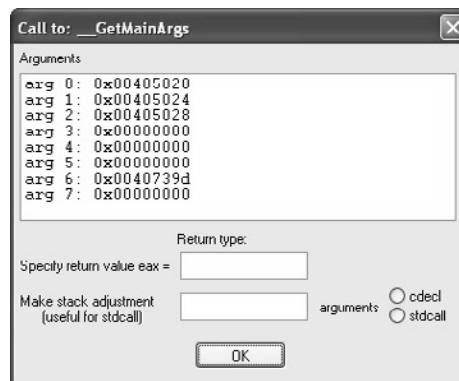 Call to: __GetMainArgs
Arguments
arg 0: 0x00405020
arg 1: 0x00405024
arg 2: 0x00405028
arg 3: 0x00000000
arg 4: 0x00000000
arg 5: 0x00000000
arg 6: 0x0040739d
arg 7: 0x00000000
Return type:
Specify return value eax =
Make stack adjustment
(useful for stdcall)
arguments
cdecl
stdcall
OK